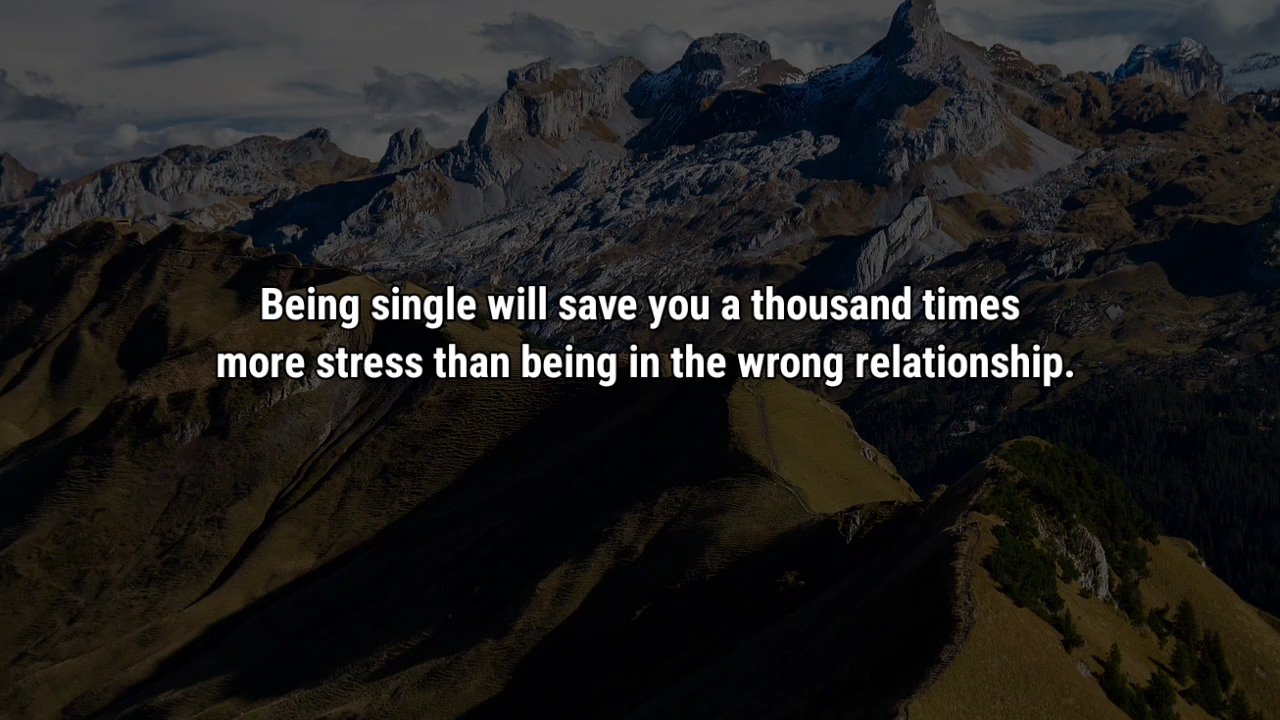 Being single will save you a thousand times
more stress than being in the wrong relationship.